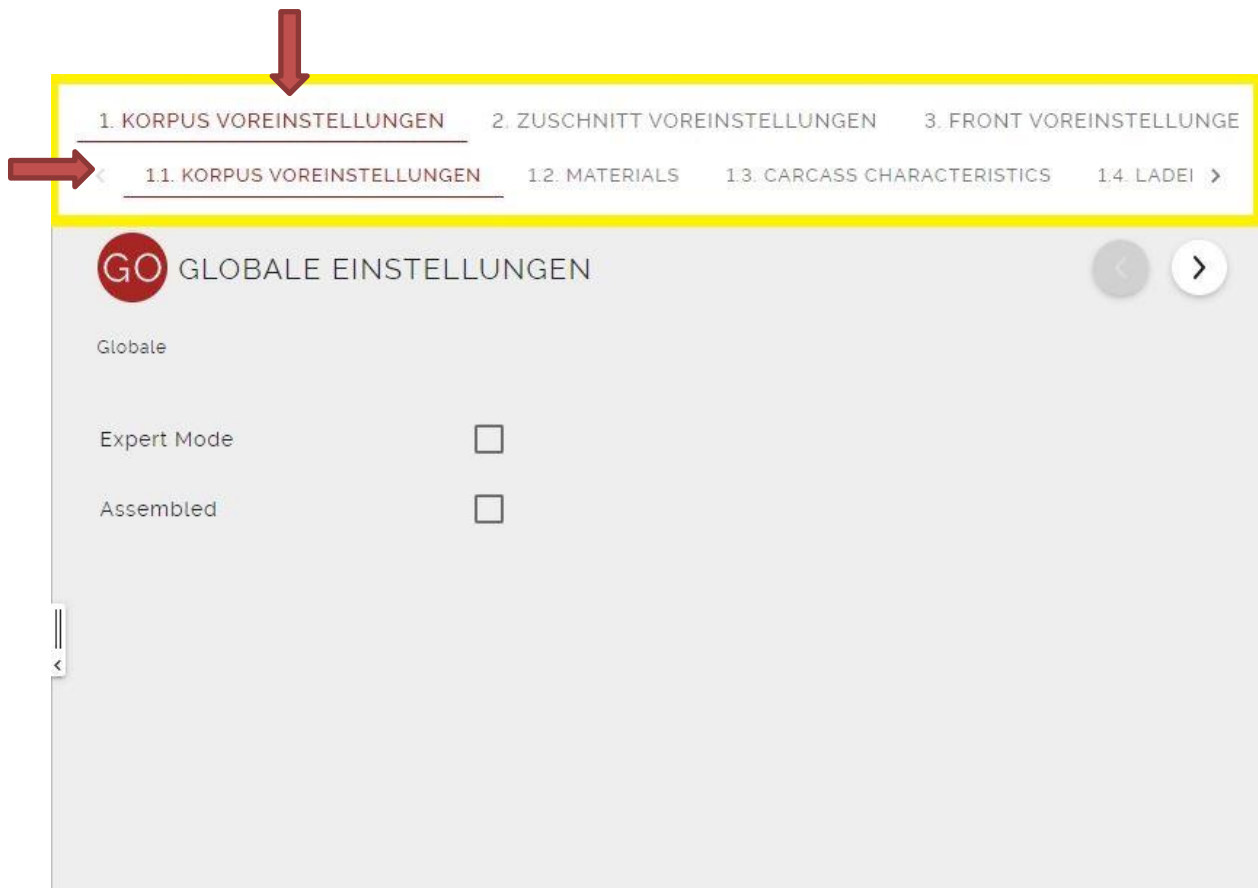 1. KORPUS VOREINSTELLUNGEN 2. ZUSCHNITT VOREINSTELLUNGEN 3. FRONT VOREINSTELLUNGE
1.1. KORPUS VOREINSTELLUNGEN 1.2. MATERIALS 1.3. CARCASS CHARACTERISTICS 1.4. LADEI
GO GLOBALE EINSTELLUNGEN
Globale
Expert Mode
Assembled